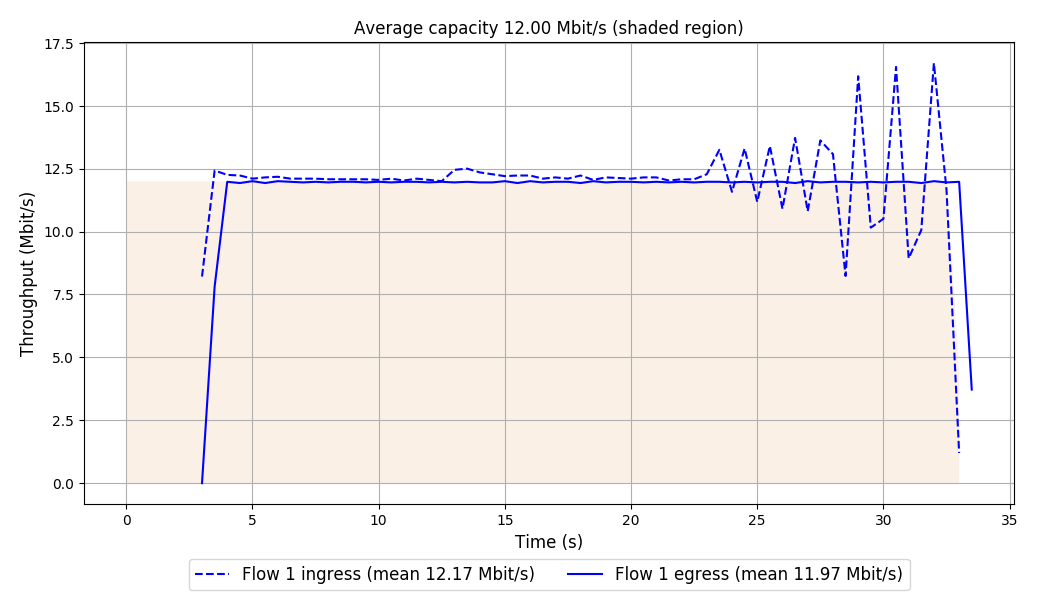 Average capacity 12.00 Mbit/s (shaded region)
17.5
15.0
12.5
10.0
7.5
5.0
2.5
0.0
Throughput (Mbit/s)
0 5 10 15 20 25 30 35
Time (s)
Flow 1 ingress (mean 12.17 Mbit/s) Flow 1 egress (mean 11.97 Mbit/s)